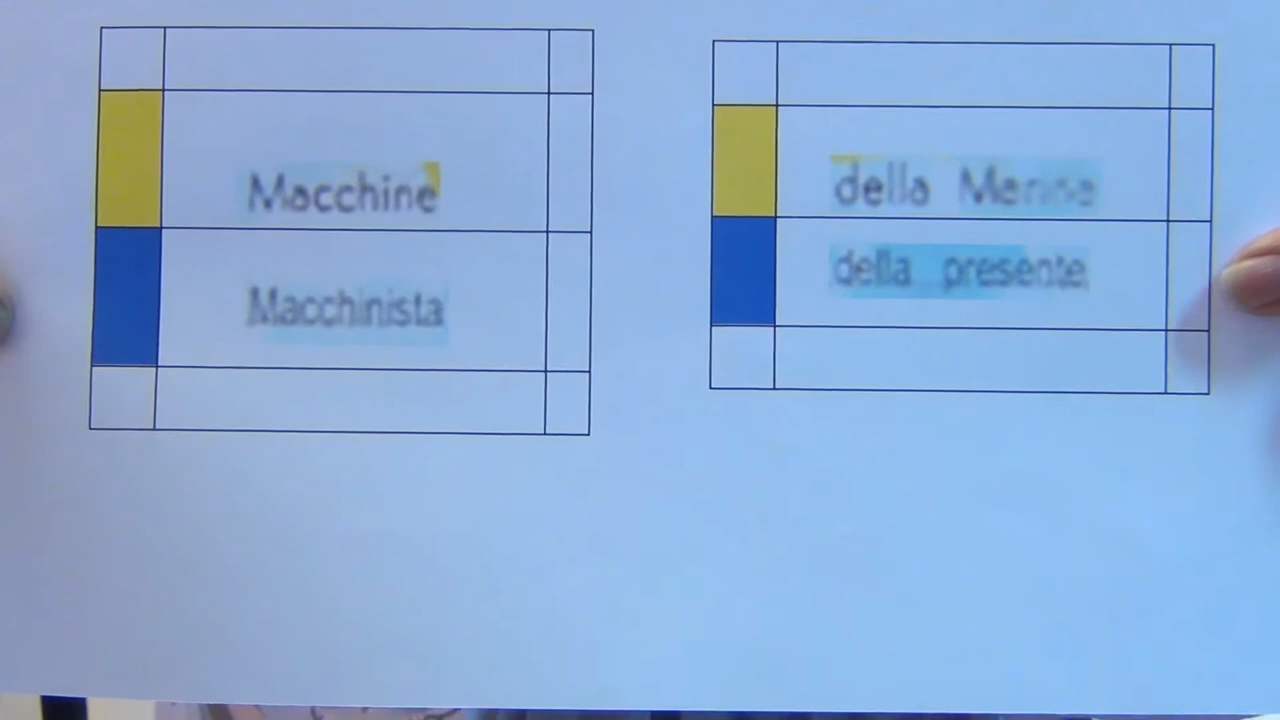 Macchine
Macchinista
della
della presente